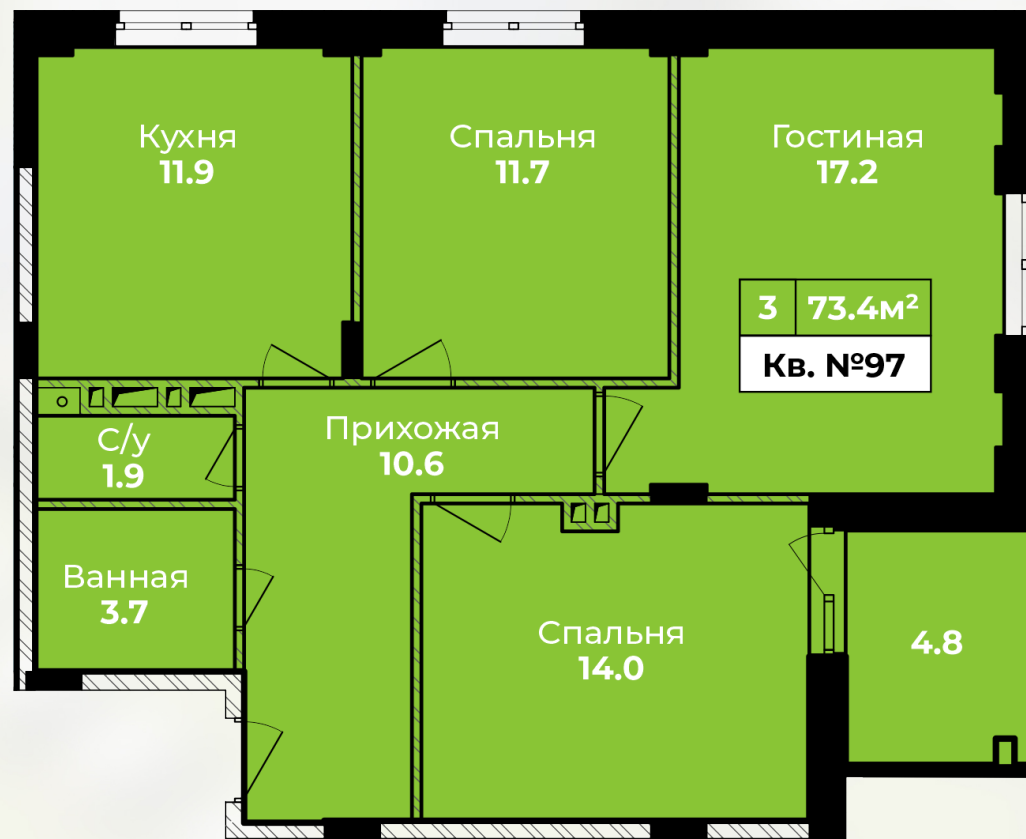 Кухня
11.9
Спальня
11.7
Гостиная
17.2
3 73.4м²
Кв. №97
С/у
1.9
Прихожая
10.6
Ванная
3.7
Спальня
14.0
4.8